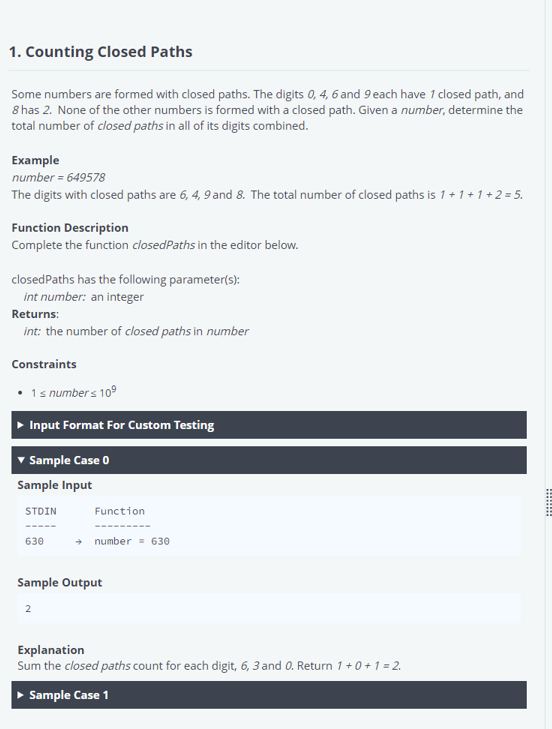 1. Counting Closed Paths
Some numbers are formed with closed paths. The digits 0, 4, 6 and 9 each have 1 closed path, and
8 has 2.  None of the other numbers is formed with a closed path. Given a number, determine the
total number of closed paths in all of its digits combined.
Example
number = 649578
The digits with closed paths are 6, 4, 9 and 8.  The total number of closed paths is 1 + 1 + 1 + 2 = 5.
Function Description
Complete the function closedPaths in the editor below.
closedPaths has the following parameter(s):
int number:  an integer
Returns:
int:  the number of closed paths in number
Constraints
• 1 ≤ number ≤ 10⁹
▶ Input Format For Custom Testing
▼ Sample Case 0
Sample Input
STDIN Function
----- ---------
630 → number = 630
Sample Output
2
Explanation
Sum the closed paths count for each digit, 6, 3 and 0. Return 1 + 0 + 1 = 2.
▶ Sample Case 1